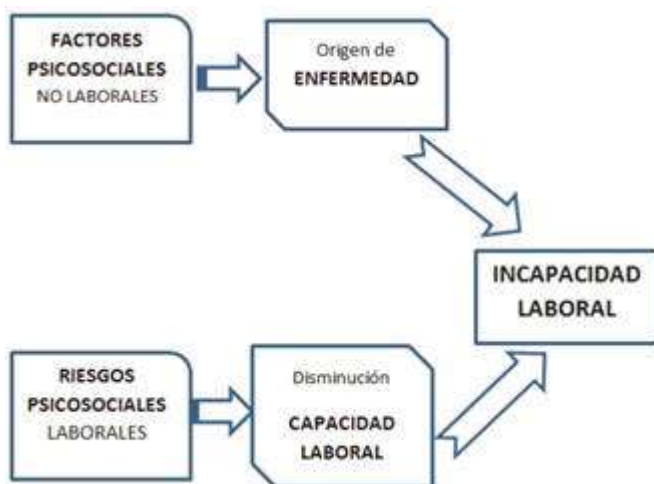 FACTORES
PSICOSOCIALES
NO LABORALES
Origen de
ENFERMEDAD
INCAPACIDAD
LABORAL
RIESGOS
PSICOSOCIALES
LABORALES
Disminución
CAPACIDAD
LABORAL